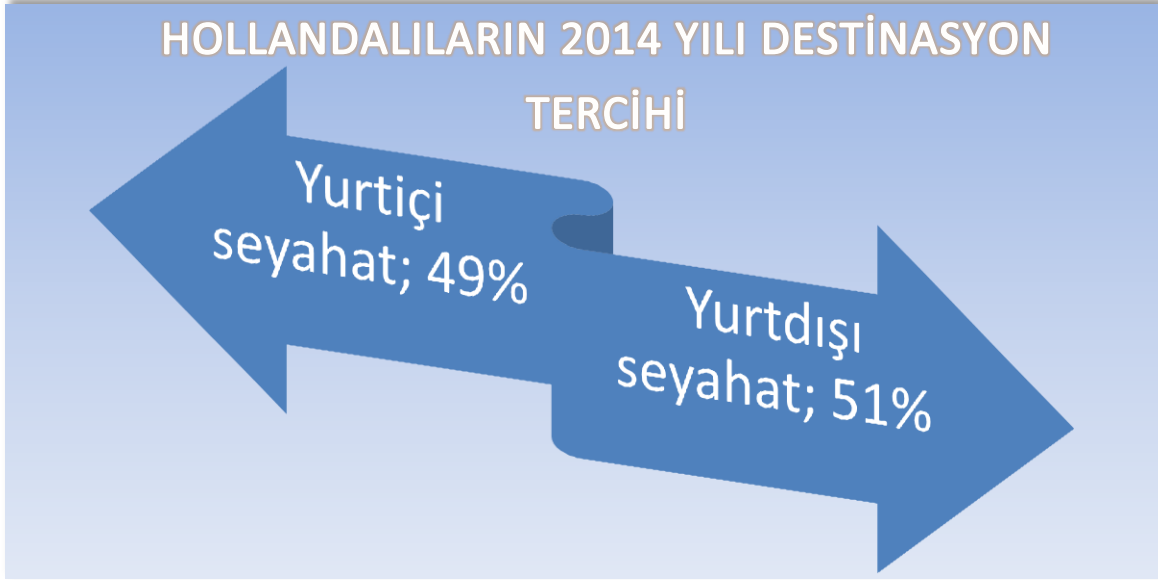 HOLLANDALILARIN 2014 YILI DESTİNASYON
TERCİHİ
Yurtiçi
seyahat; 49%
Yurtdışı
seyahat; 51%